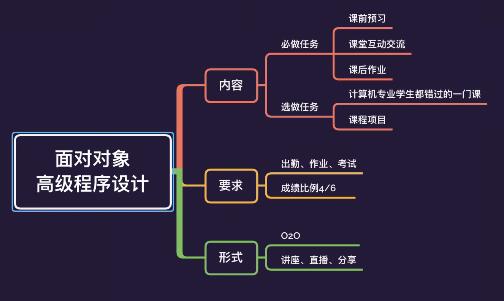 面对对象
高级程序设计
内容
必做任务
课前预习
课堂互动交流
课后作业
选做任务
计算机专业学生都错过的一门课
课程项目
要求
出勤、作业、考试
成绩比例4/6
形式
O2O
讲座、直播、分享